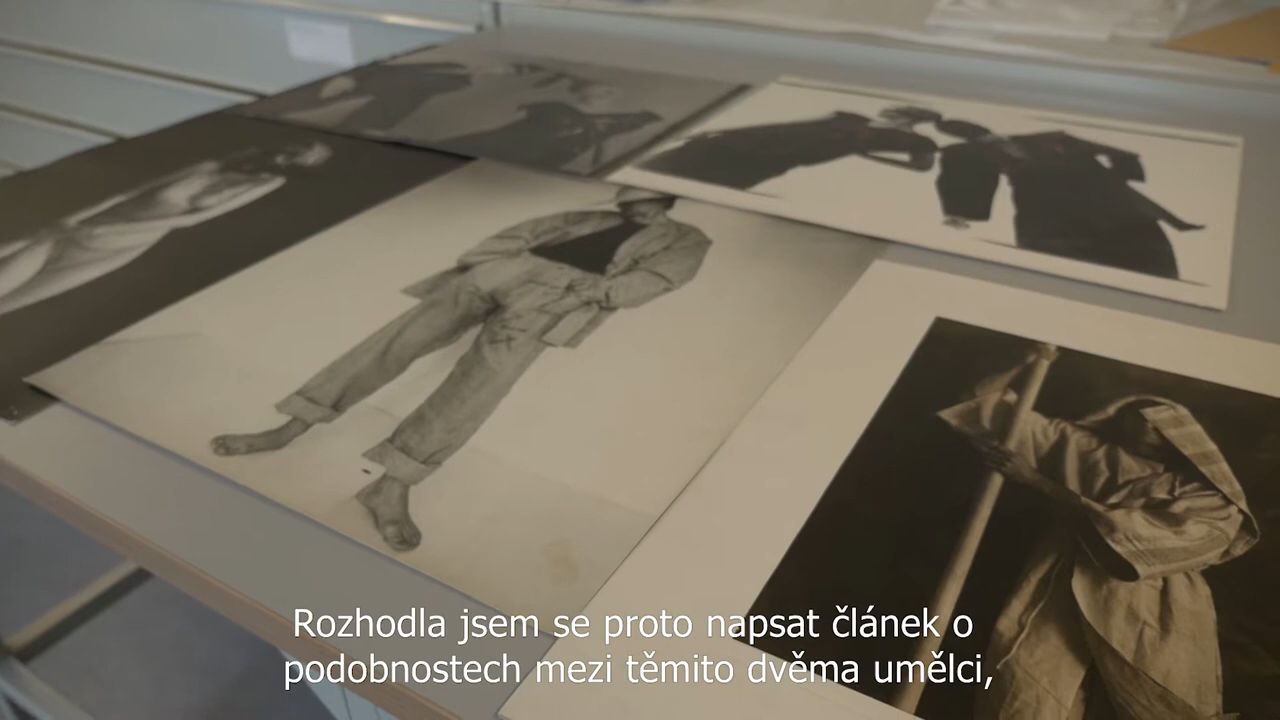 Rozhodla jsem se proto napsat článek o
podobnostech mezi těmito dvěma umělci,